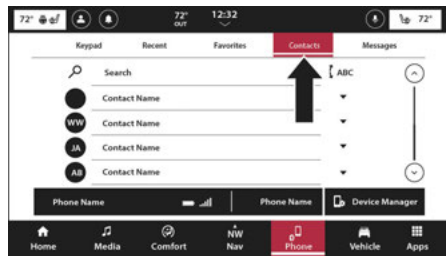 72° 72° OUT 12:32 72°
Keypad Recent Favorites Contacts Messages
Search ABC
Contact Name
WW Contact Name
JA Contact Name
AB Contact Name
Phone Name Phone Name Device Manager
NW
Home Media Comfort Nav Phone Vehicle Apps